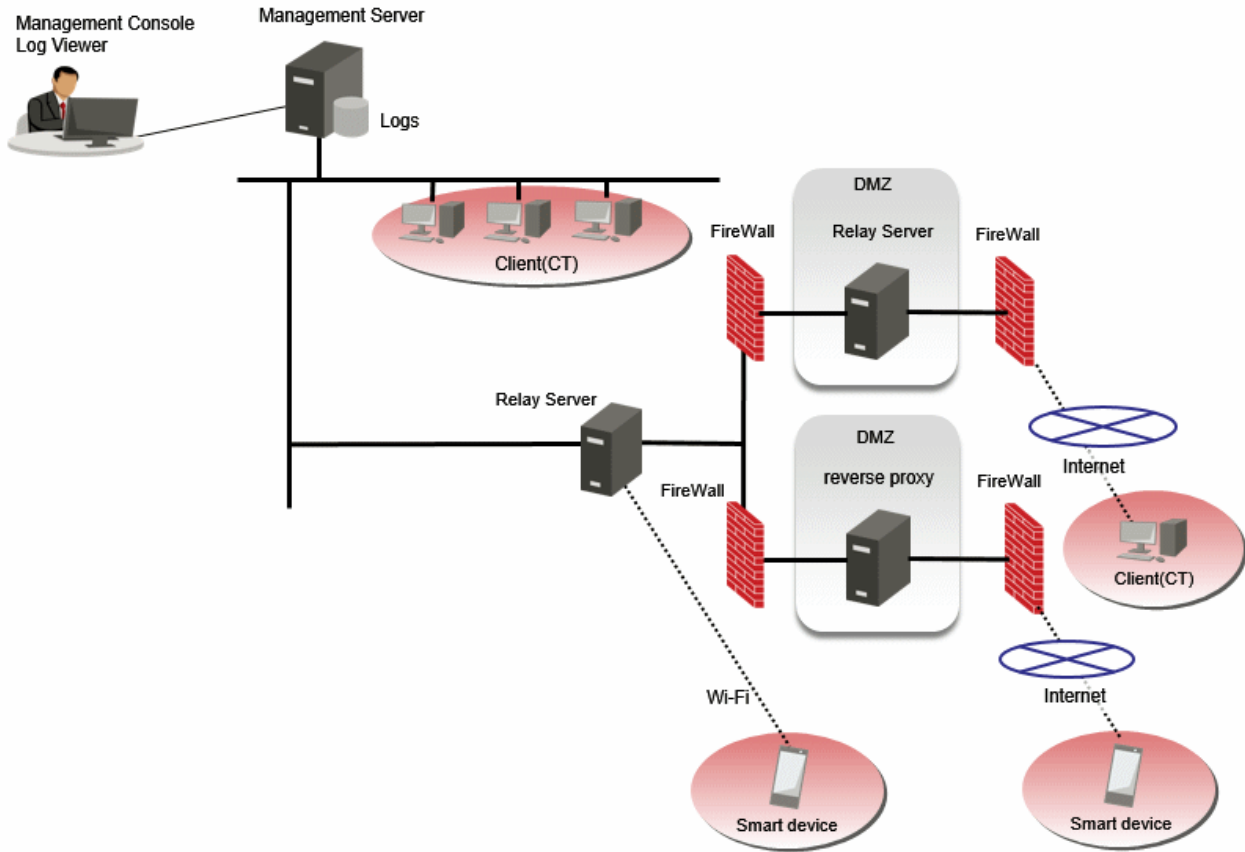 Management Console
Log Viewer
Management Server
Logs
Client(CT)
DMZ
Relay Server
FireWall
FireWall
Relay Server
DMZ
reverse proxy
FireWall
FireWall
Internet
Client(CT)
Internet
Wi-Fi
Smart device
Smart device